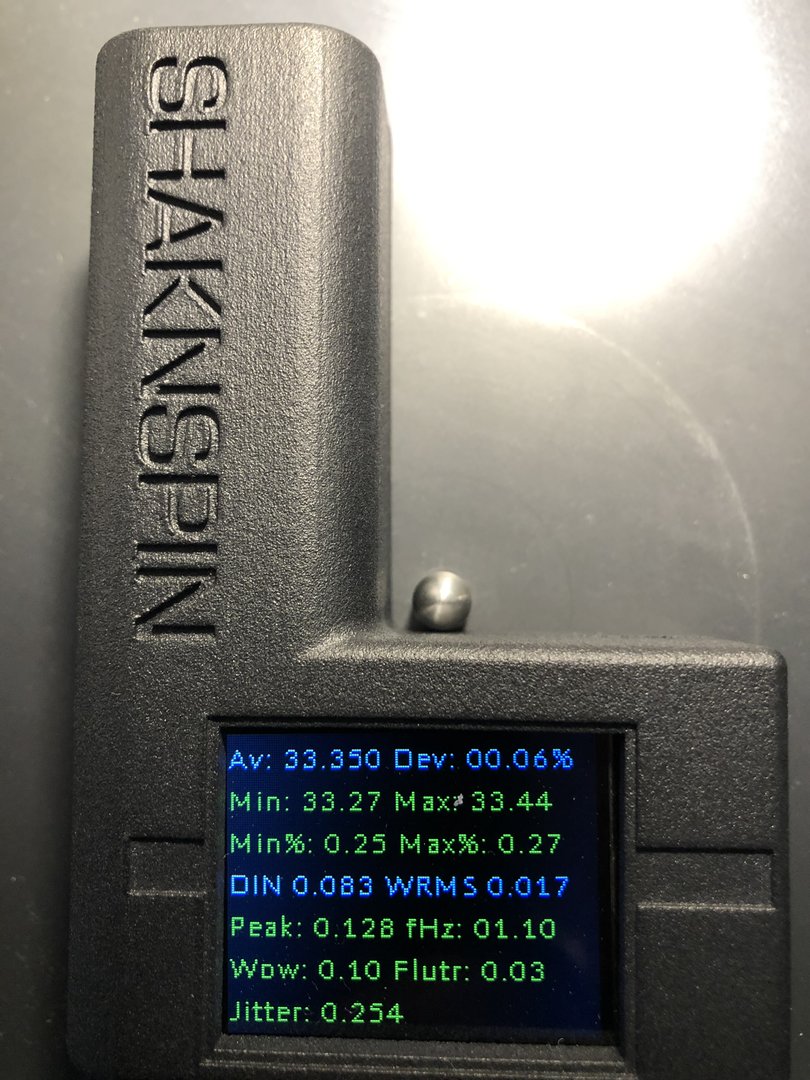 SHAKNSPIN
Av: 33.350 Dev: 00.06%
Min: 33.27 Max: 33.44
Min%: 0.25 Max%: 0.27
DIN 0.083 WRMS 0.017
Peak: 0.128 fHz: 01.10
Wow: 0.10 Flutr: 0.03
Jitter: 0.254